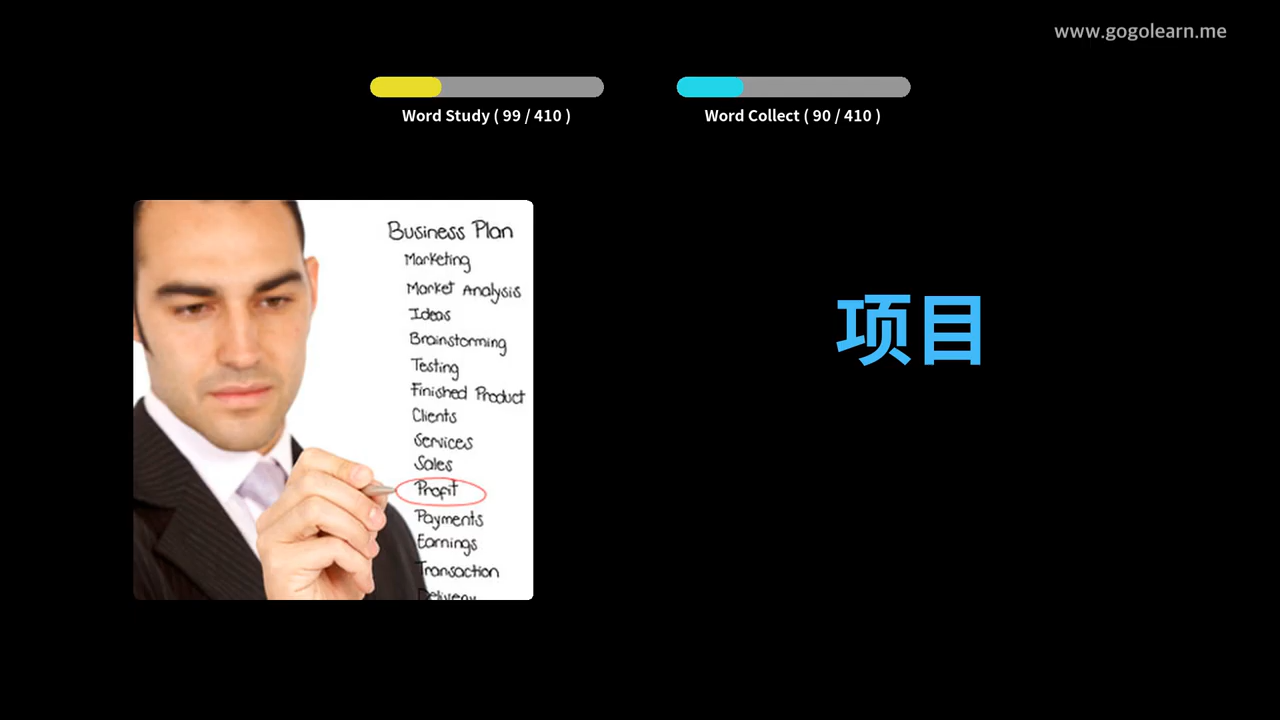 www.gogolearn.me
Word Study ( 99 / 410 )
Word Collect ( 90 / 410 )
Business Plan
Marketing
Market Analysis
Ideas
Brainstorming
Testing
Finished Product
Clients
Services
Sales
Profit
Payments
Earnings
Transaction
Delivery
项目